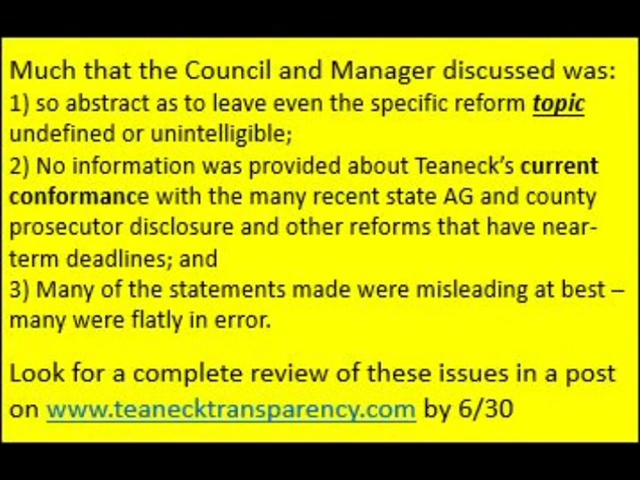 Much that the Council and Manager discussed was:
1) so abstract as to leave even the specific reform topic
undefined or unintelligible;
2) No information was provided about Teaneck's current
conformance with the many recent state AG and county
prosecutor disclosure and other reforms that have near-
term deadlines; and
3) Many of the statements made were misleading at best –
many were flatly in error.
Look for a complete review of these issues in a post
on www.teanecktransparency.com by 6/30